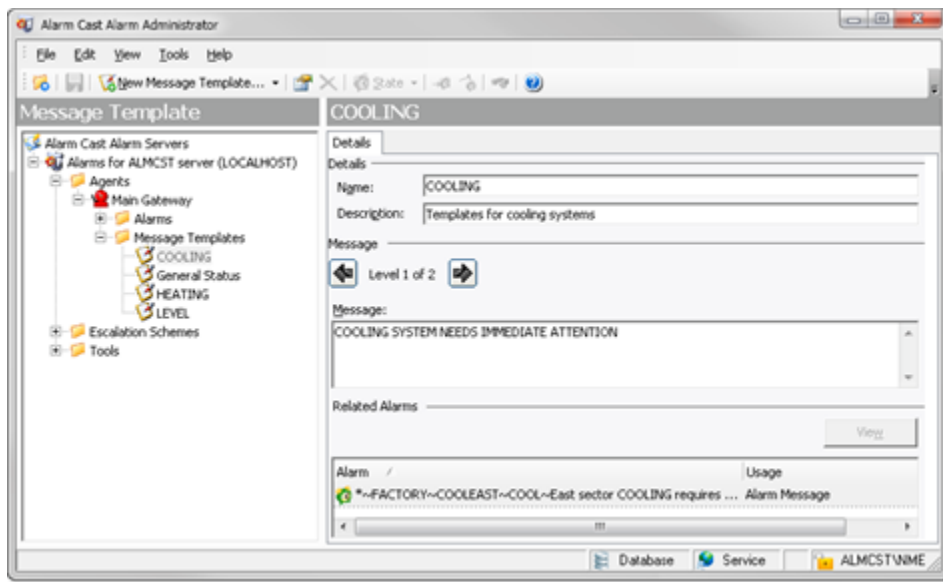 Alarm Cast Alarm Administrator
File Edit View Tools Help
New Message Template... State
Message Template
COOLING
Alarm Cast Alarm Servers
Alarms for ALMCST server (LOCALHOST)
Agents
Main Gateway
Alarms
Message Templates
COOLING
General Status
HEATING
LEVEL
Escalation Schemes
Tools
Details
Details
Name: COOLING
Description: Templates for cooling systems
Message
Level 1 of 2
Message:
COOLING SYSTEM NEEDS IMMEDIATE ATTENTION
Related Alarms
View
Alarm Usage
*~FACTORY~COOLEAST~COOL~East sector COOLING requires ... Alarm Message
Database Service ALMCST\NME